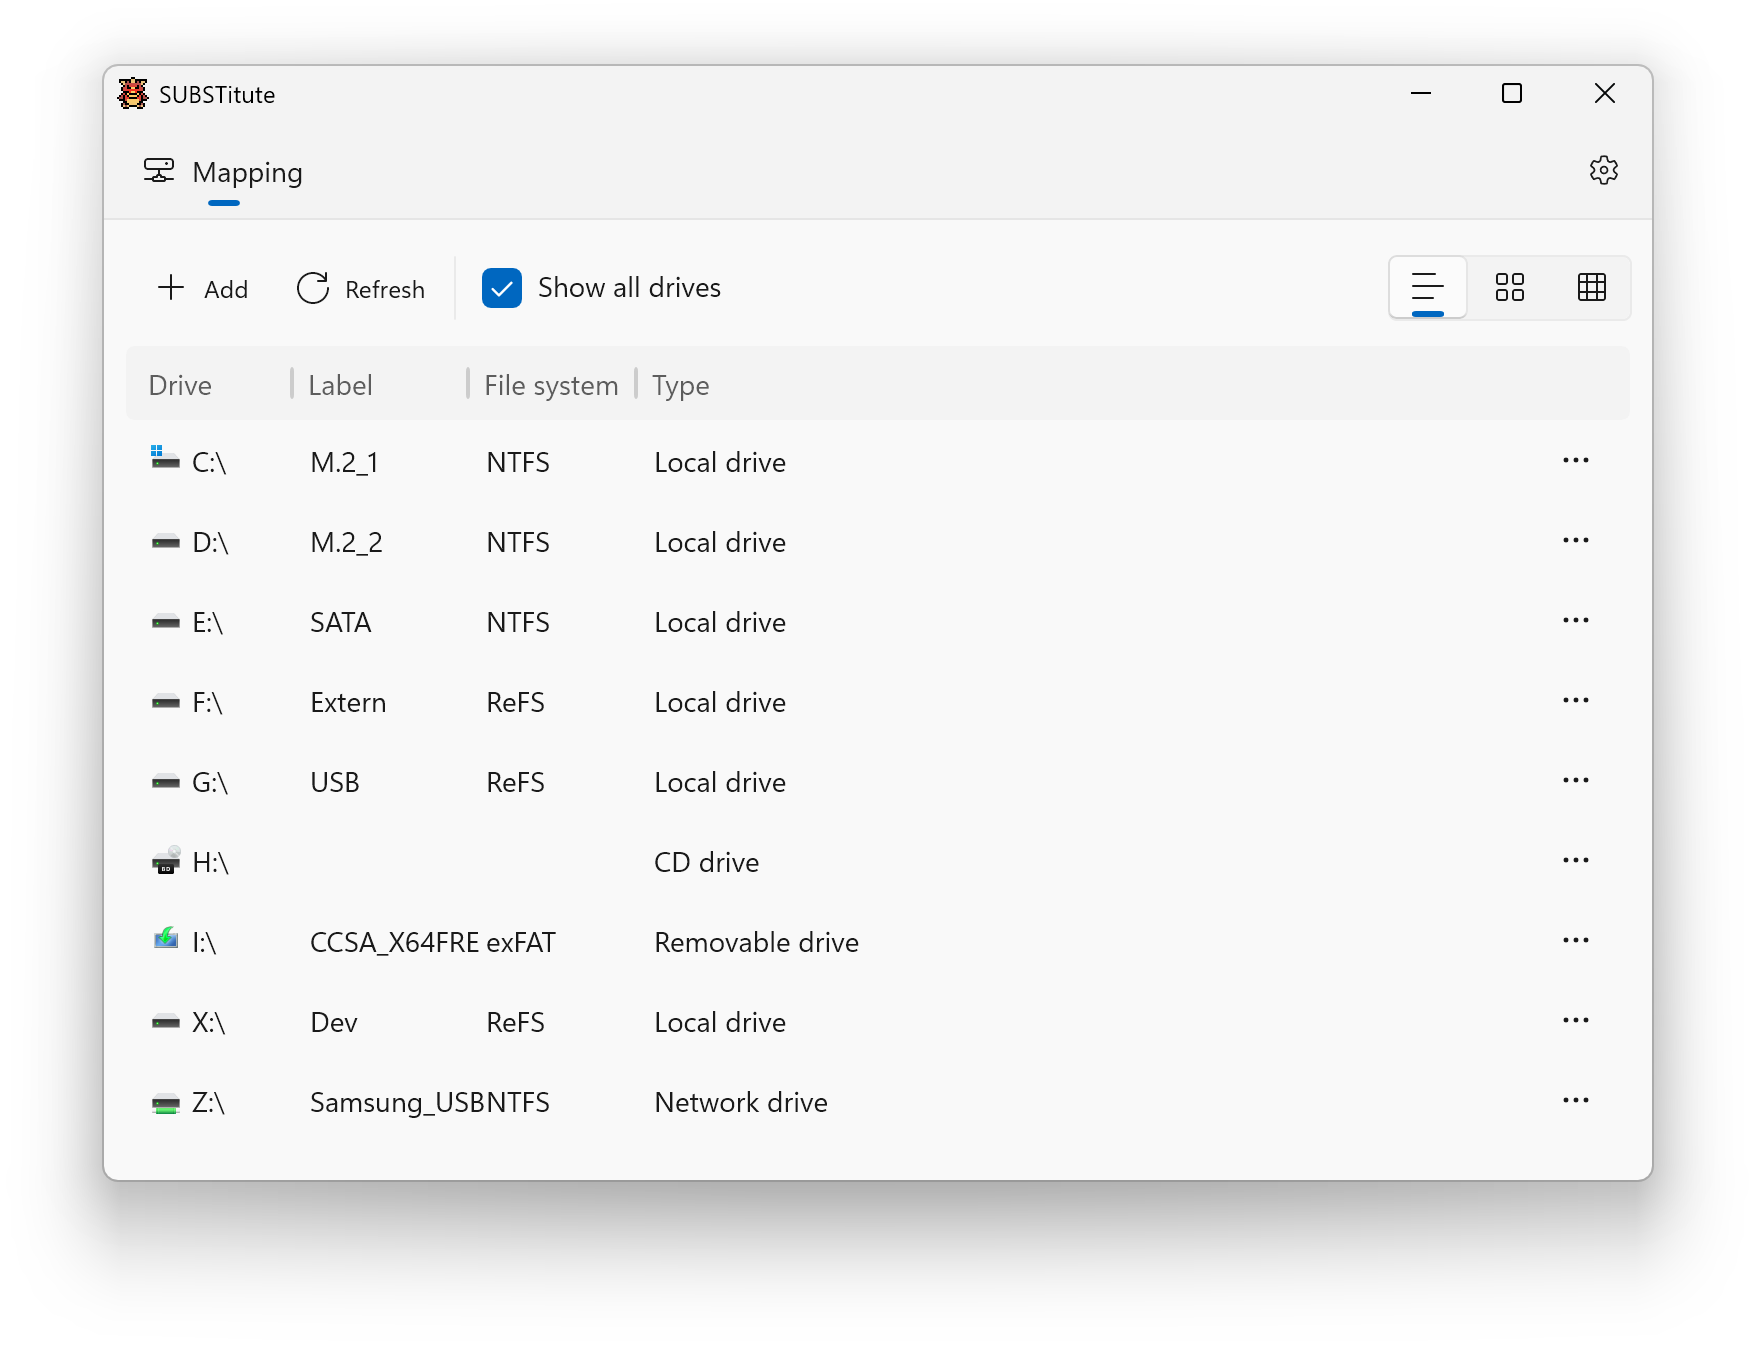 SUBSTitute
Mapping
Add Refresh Show all drives
Drive Label File system Type
C:\ M.2_1 NTFS Local drive
D:\ M.2_2 NTFS Local drive
E:\ SATA NTFS Local drive
F:\ Extern ReFS Local drive
G:\ USB ReFS Local drive
BD H:\ CD drive
I:\ CCSA_X64FRE exFAT Removable drive
X:\ Dev ReFS Local drive
Z:\ Samsung_USB NTFS Network drive